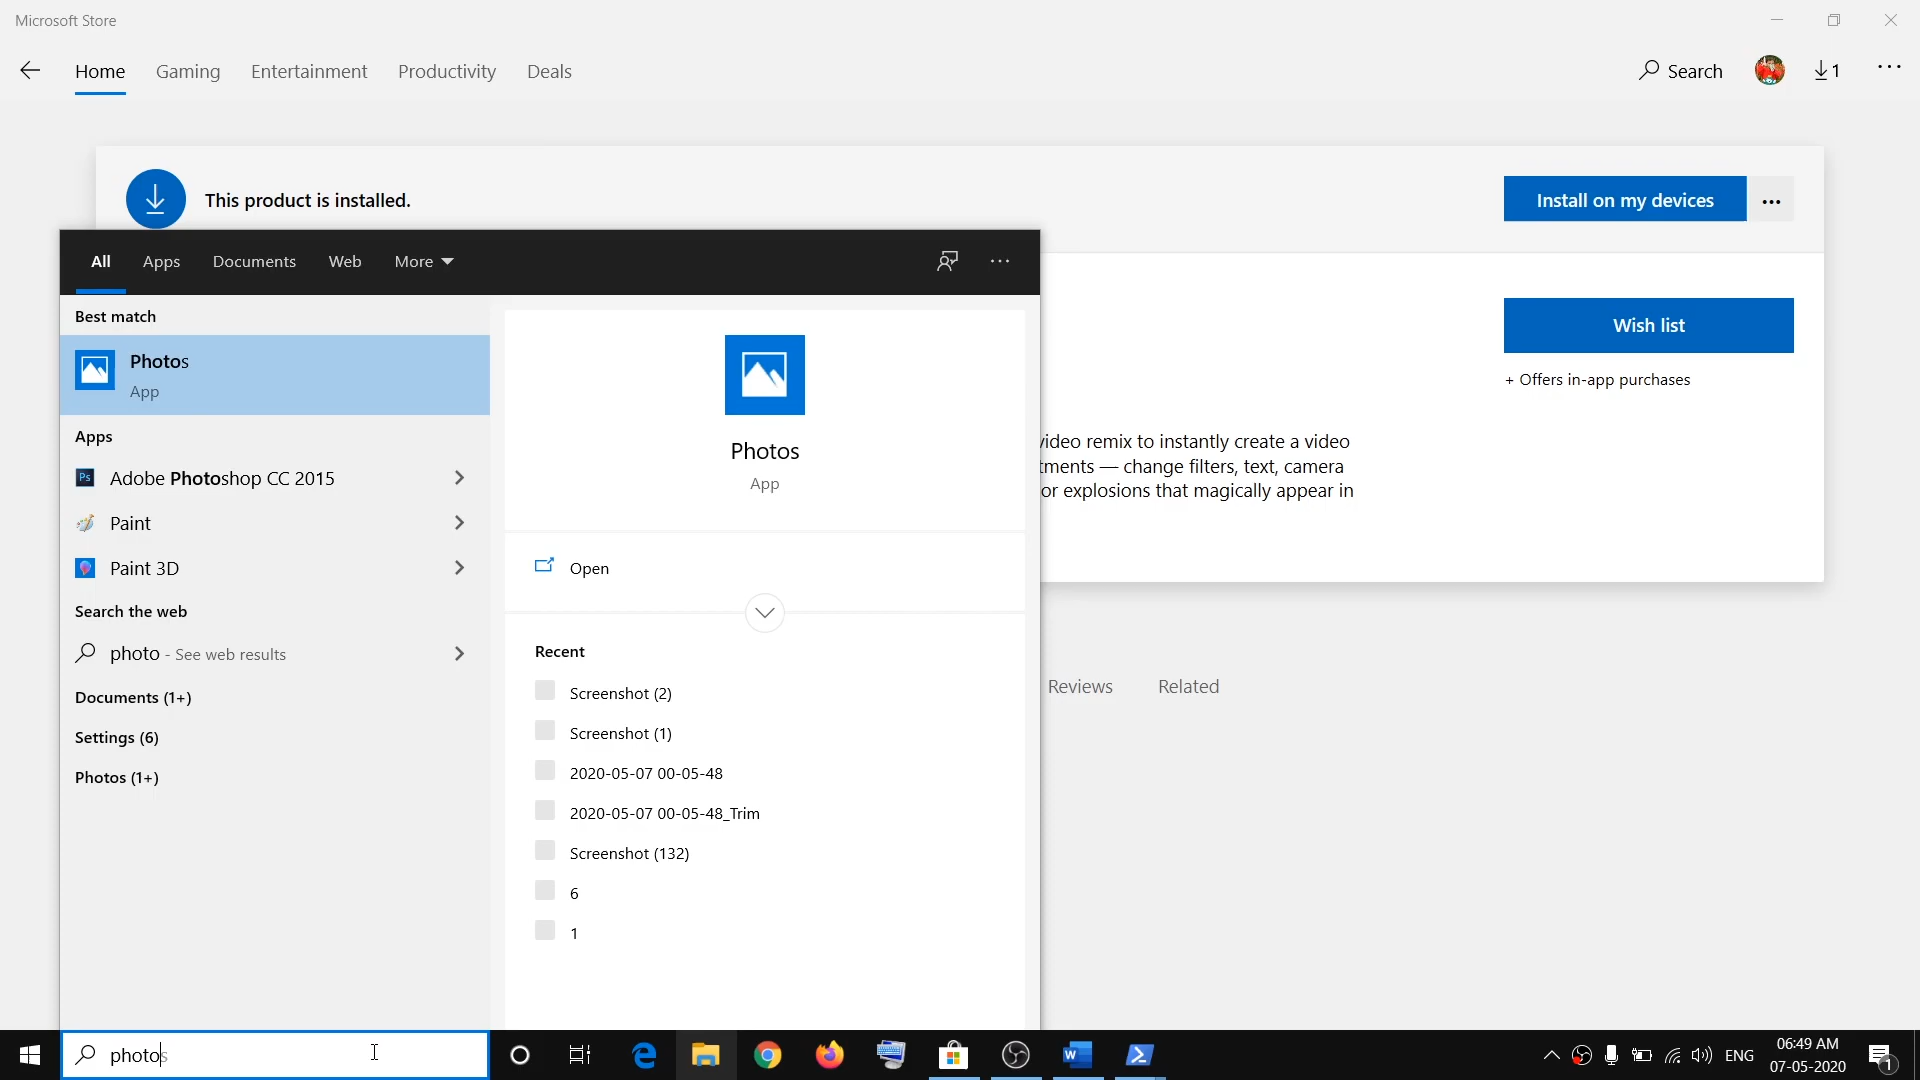 Microsoft Store
Home Gaming Entertainment Productivity Deals Search 1
This product is installed. Install on my devices
All Apps Documents Web More
Best match
Photos
App
Apps
Adobe Photoshop CC 2015
Paint
Paint 3D
Search the web
photo - See web results
Documents (1+)
Settings (6)
Photos (1+)
Photos
App
Open
Recent
Screenshot (2)
Screenshot (1)
2020-05-07 00-05-48
2020-05-07 00-05-48_Trim
Screenshot (132)
6
1
Wish list
+ Offers in-app purchases
video remix to instantly create a video
tments — change filters, text, camera
or explosions that magically appear in
Reviews Related
photos
Ps
W
ENG
06:49 AM
07-05-2020
1